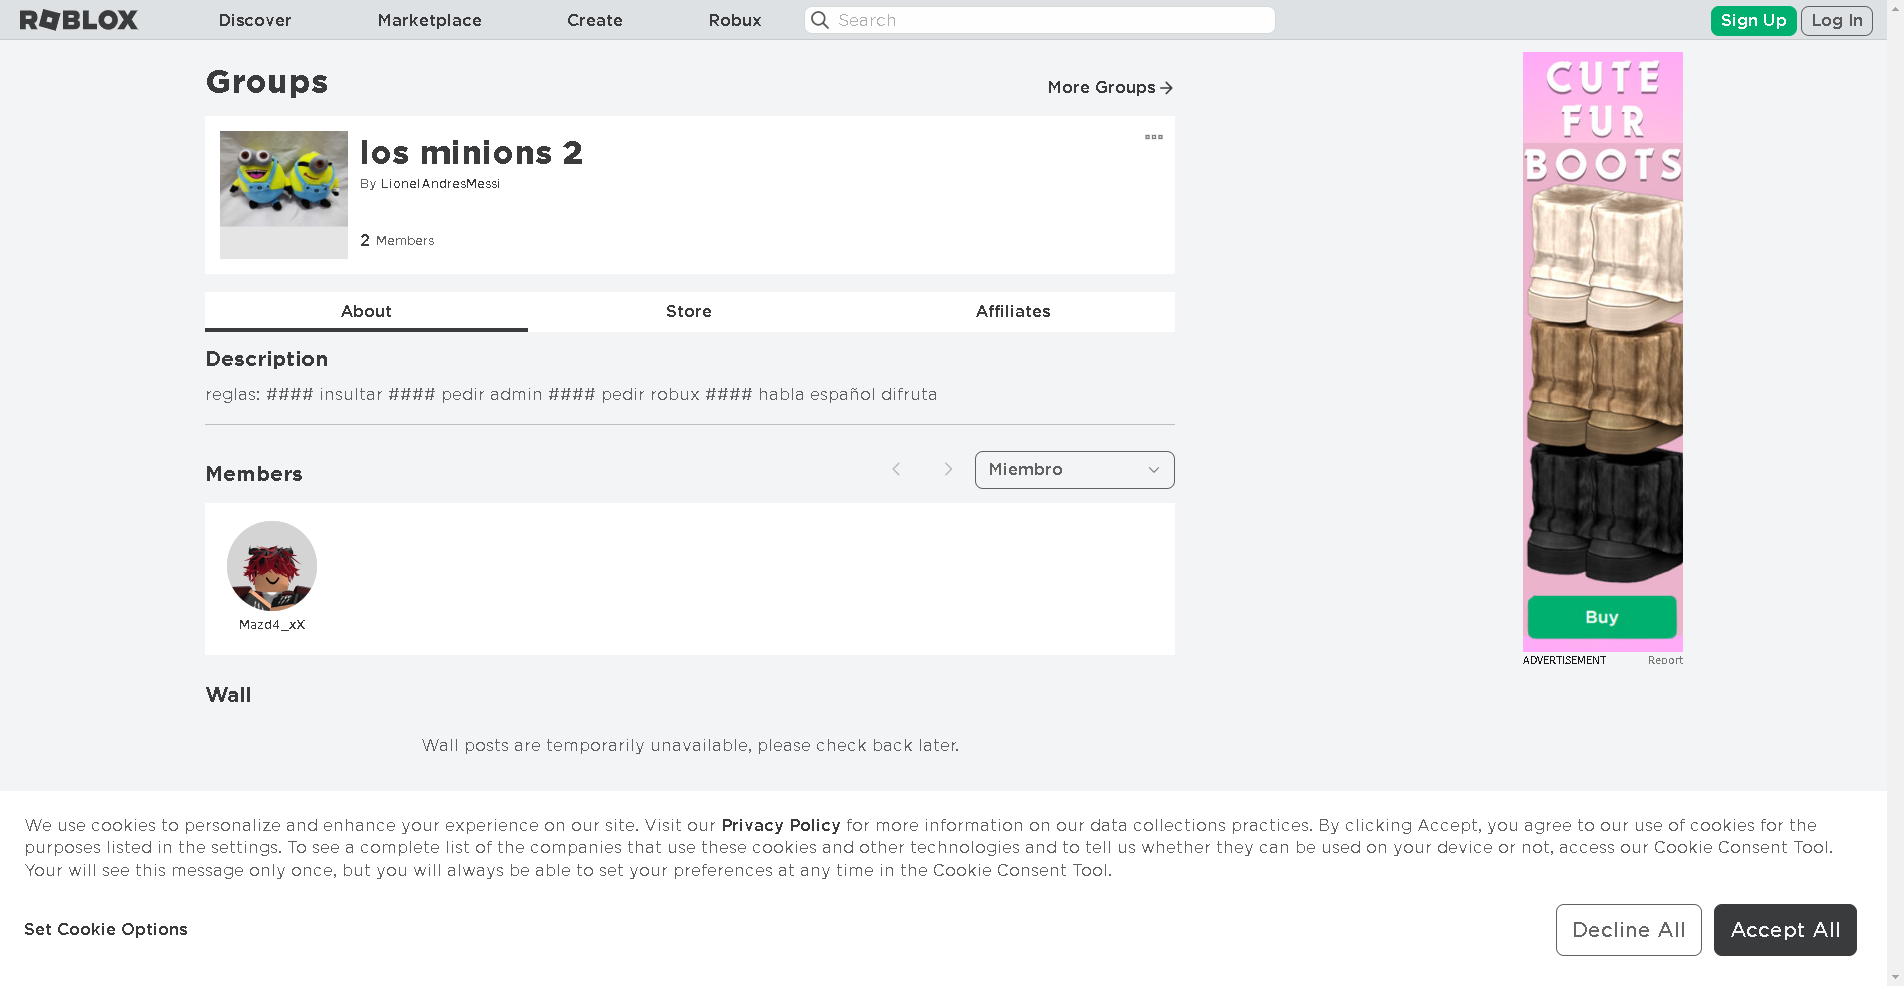 ROBLOX
Discover
Marketplace
Create
Robux
Search
Sign Up
Log In
Groups
More Groups
los minions 2
By LionelAndresMessi
2 Members
About
Store
Affiliates
Description
reglas: #### insultar #### pedir admin #### pedir robux #### habla español difruta
Members
Miembro
Mazd4_xX
Wall
Wall posts are temporarily unavailable, please check back later.
CUTE
FUR
BOOTS
Buy
ADVERTISEMENT
Report
We use cookies to personalize and enhance your experience on our site. Visit our Privacy Policy for more information on our data collections practices. By clicking Accept, you agree to our use of cookies for the
purposes listed in the settings. To see a complete list of the companies that use these cookies and other technologies and to tell us whether they can be used on your device or not, access our Cookie Consent Tool.
Your will see this message only once, but you will always be able to set your preferences at any time in the Cookie Consent Tool.
Set Cookie Options
Decline All
Accept All